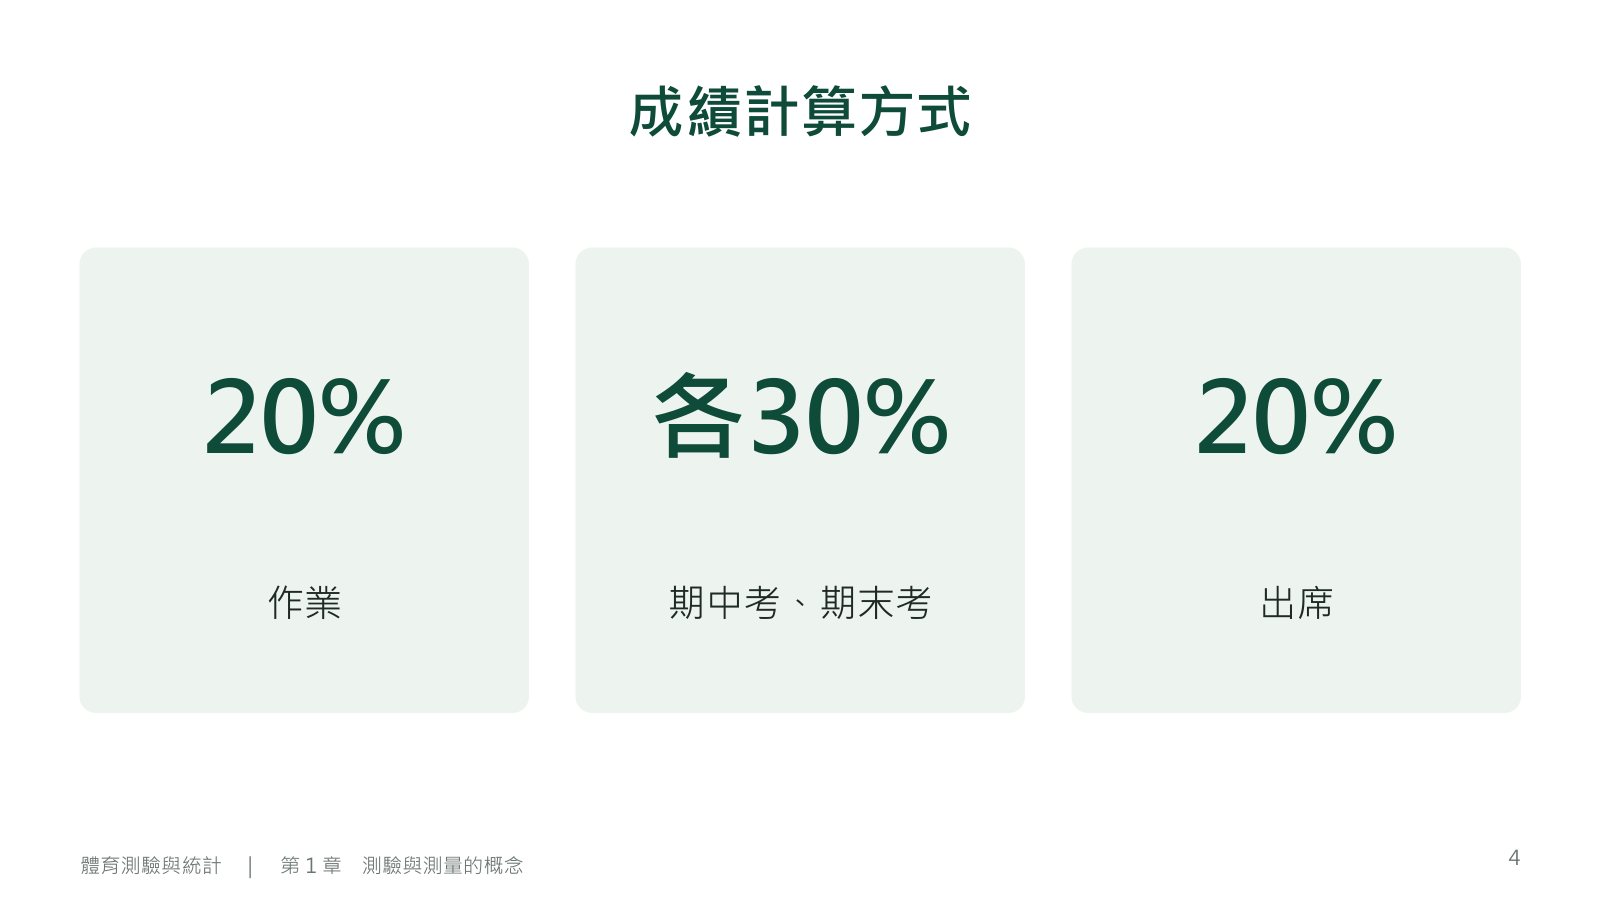 成績計算方式
20%
作業
各30%
期中考、期末考
20%
出席
體育測驗與統計 | 第 1 章 測驗與測量的概念
4